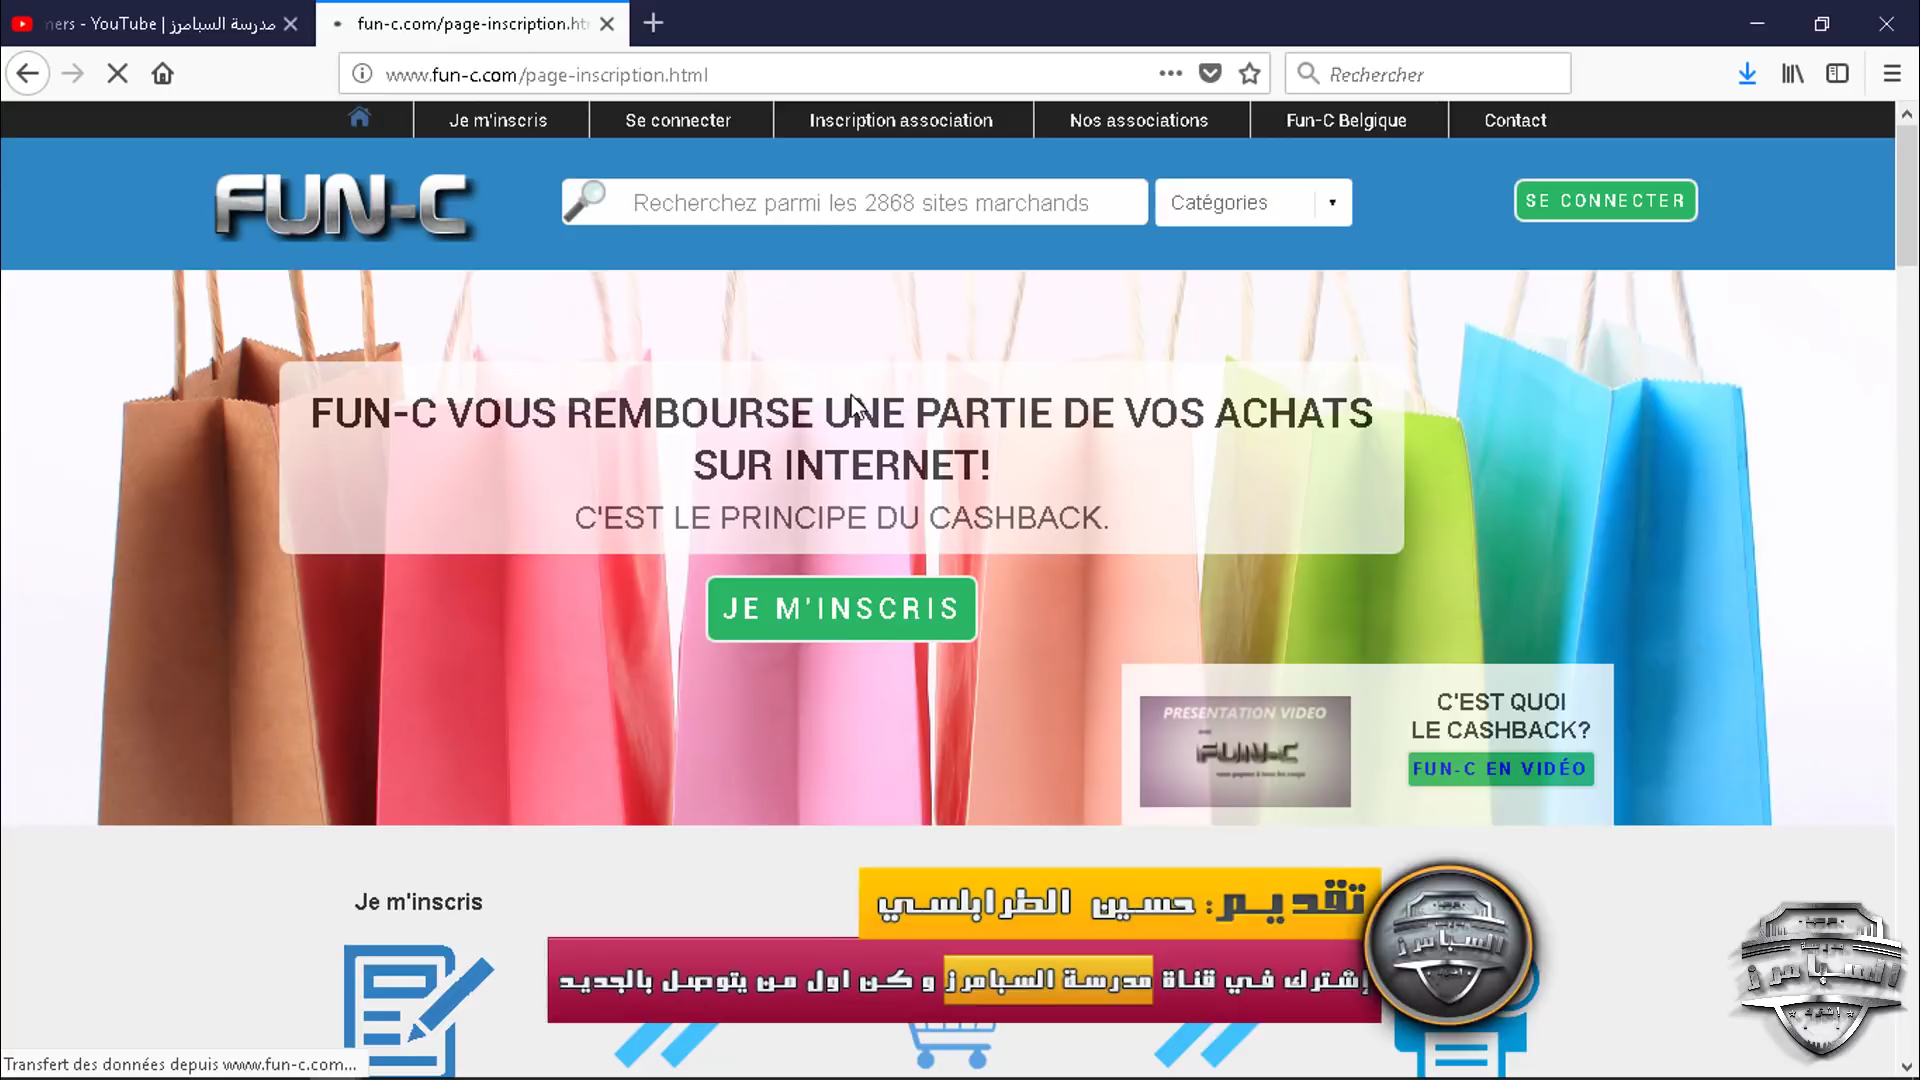 ners - YouTube | مدرسة السبامرز
fun-c.com/page-inscription.ht
www.fun-c.com/page-inscription.html
Rechercher
Je m'inscris
Se connecter
Inscription association
Nos associations
Fun-C Belgique
Contact
FUN-C
Recherchez parmi les 2868 sites marchands
Catégories
SE CONNECTER
FUN-C VOUS REMBOURSE UNE PARTIE DE VOS ACHATS
SUR INTERNET!
C'EST LE PRINCIPE DU CASHBACK.
JE M'INSCRIS
PRESENTATION VIDEO
FUN-C
C'EST QUOI
LE CASHBACK?
FUN-C EN VIDÉO
Je m'inscris
تقديم: حسين الطرابلسي
إشترك في قناة مدرسة السبامرز و كن اول من يتوصل بالجديد
السبامرز
السبامرز
Transfert des données depuis www.fun-c.com...